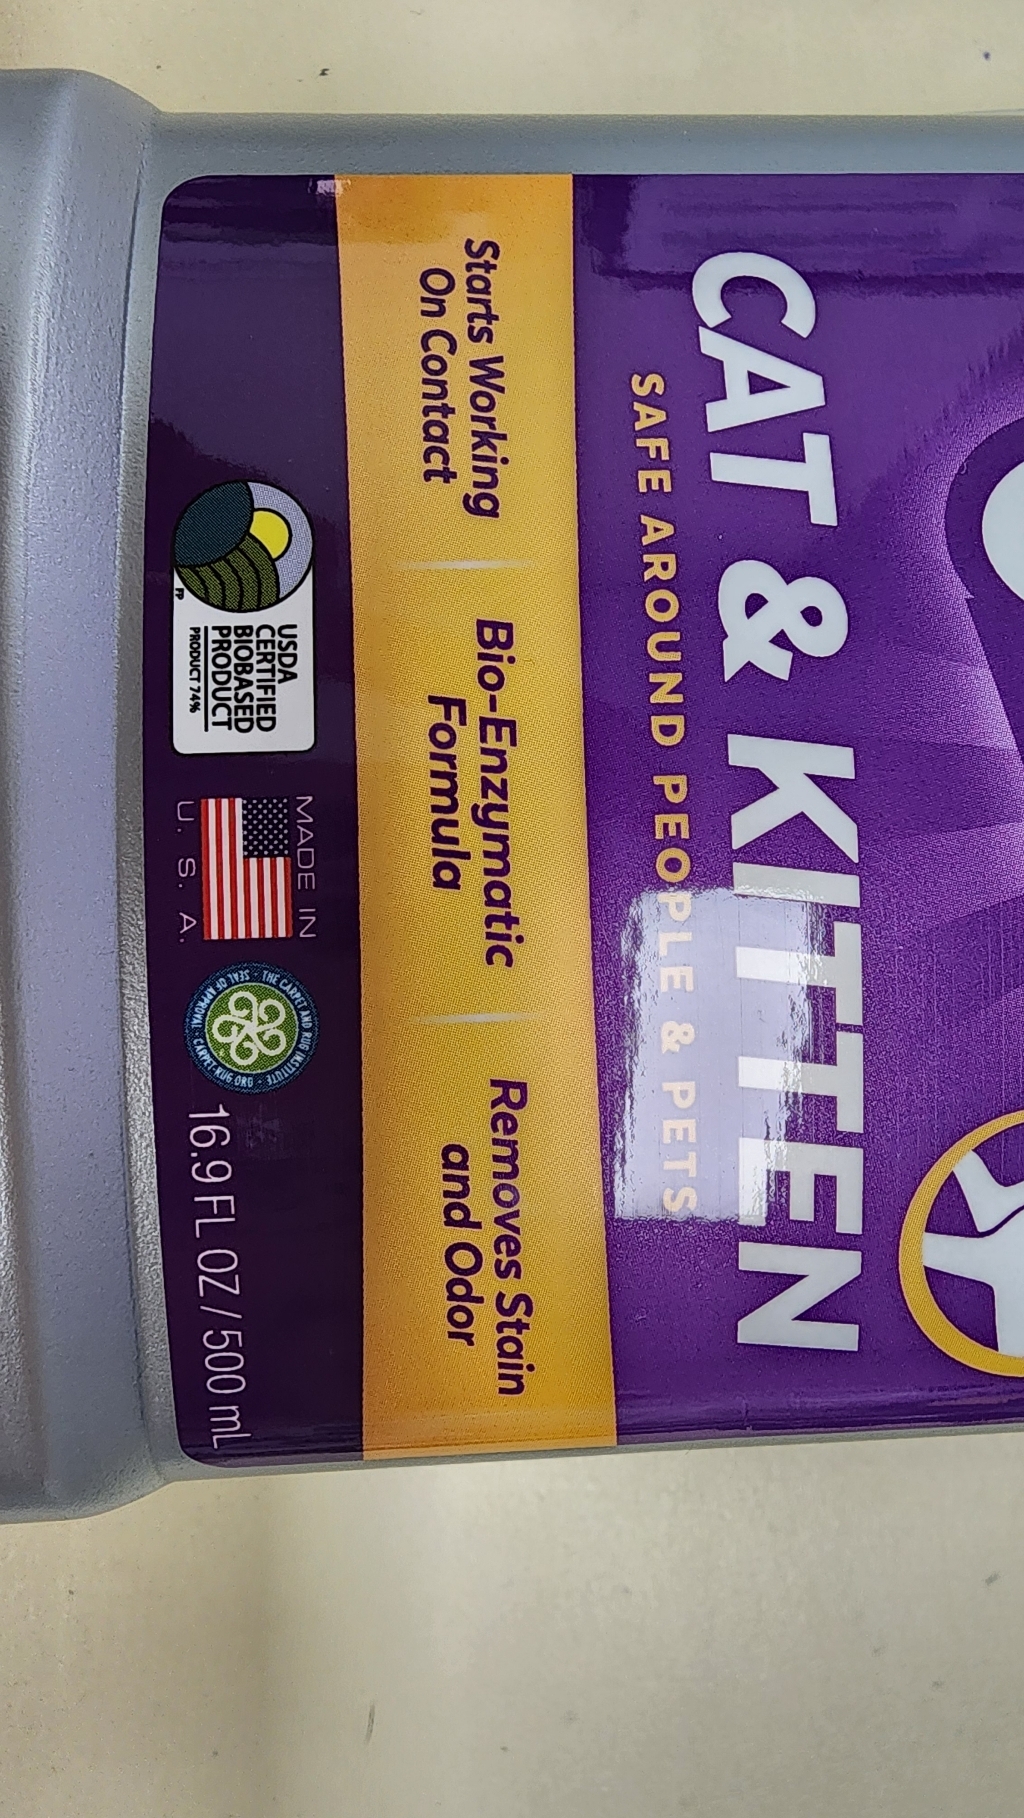 CAT & KITTEN
SAFE AROUND PEOPLE & PETS
Starts Working
On Contact
Bio-Enzymatic
Formula
Removes Stain
and Odor
USDA
CERTIFIED
BIOBASED
PRODUCT
PRODUCT 74%
FP
MADE IN
U. S. A.
THE CARPET AND RUG INSTITUTE
SEAL OF APPROVAL
CARPET-RUG.ORG
16.9 FL OZ / 500 mL